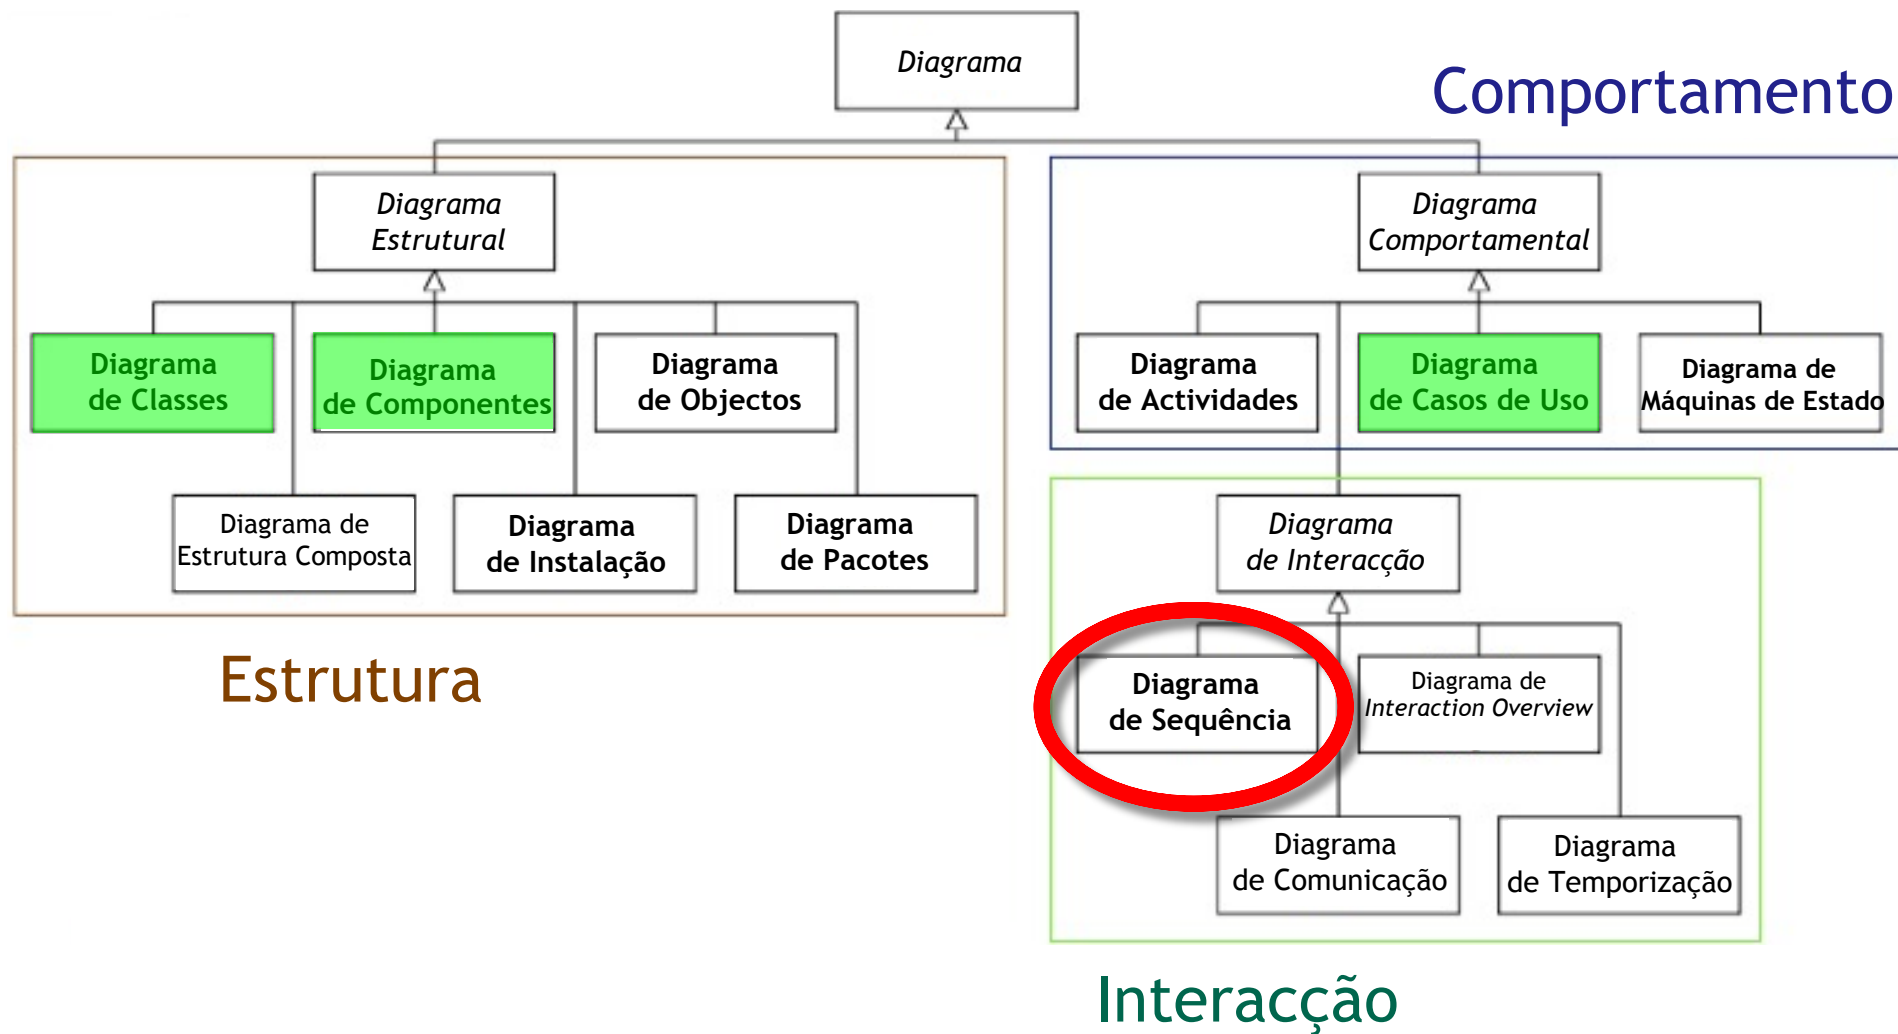 Diagrama
Comportamento
Diagrama
Estrutural
Diagrama
Comportamental
Diagrama
de Classes
Diagrama
de Componentes
Diagrama
de Objectos
Diagrama
de Actividades
Diagrama
de Casos de Uso
Diagrama de
Máquinas de Estado
Diagrama de
Estrutura Composta
Diagrama
de Instalação
Diagrama
de Pacotes
Diagrama
de Interacção
Estrutura
Diagrama
de Sequência
Diagrama de
Interaction Overview
Diagrama
de Comunicação
Diagrama
de Temporização
Interacção